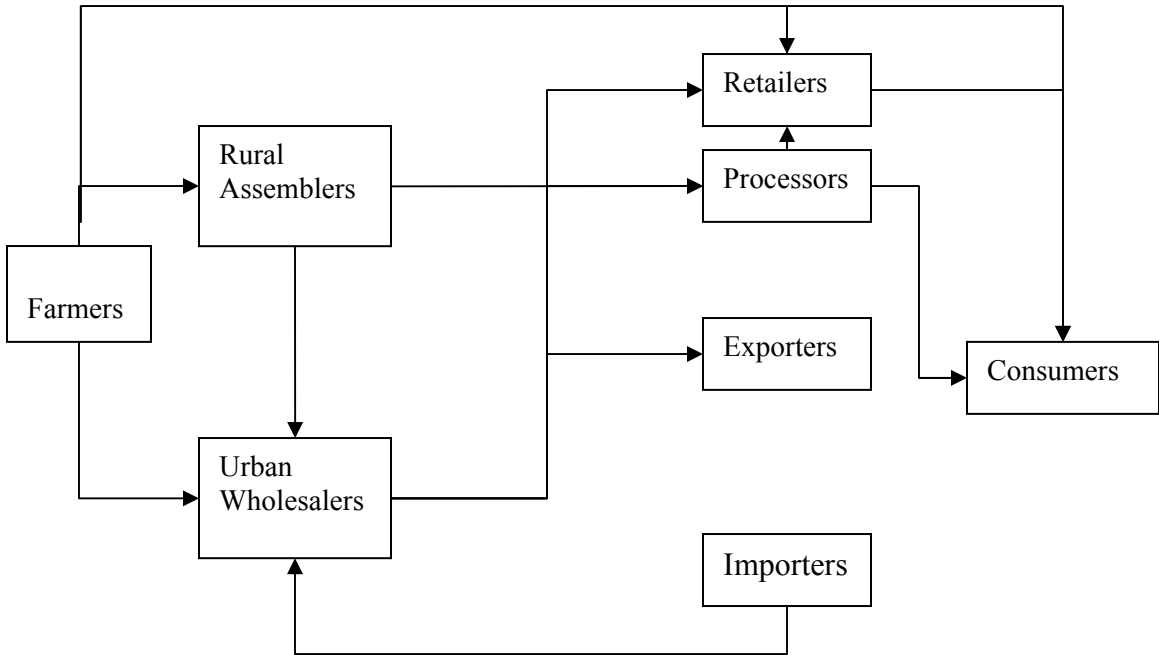 Retailers
Rural
Assemblers
Processors
Farmers
Exporters
Consumers
Urban
Wholesalers
Importers